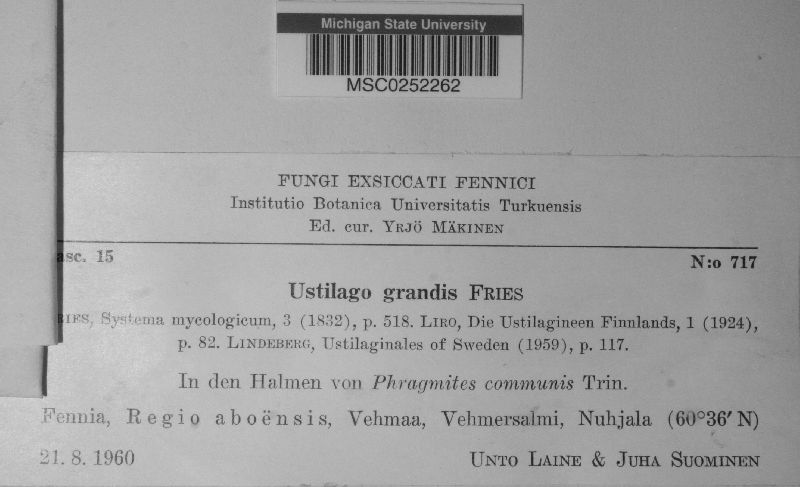 Michigan State University
MSC0252262
FUNGI EXSICCATI FENNICI
Institutio Botanica Universitatis Turkuensis
Ed. cur. YRJÖ MÄKINEN
asc. 15 N:o 717
Ustilago grandis FRIES
RIES, Systema mycologicum, 3 (1832), p. 518. LIRO, Die Ustilagineen Finnlands, 1 (1924),
p. 82. LINDEBERG, Ustilaginales of Sweden (1959), p. 117.
In den Halmen von Phragmites communis Trin.
Fennia, Regio aboënsis, Vehmaa, Vehmersalmi, Nuhjala (60°36′ N)
21. 8. 1960 UNTO LAINE & JUHA SUOMINEN